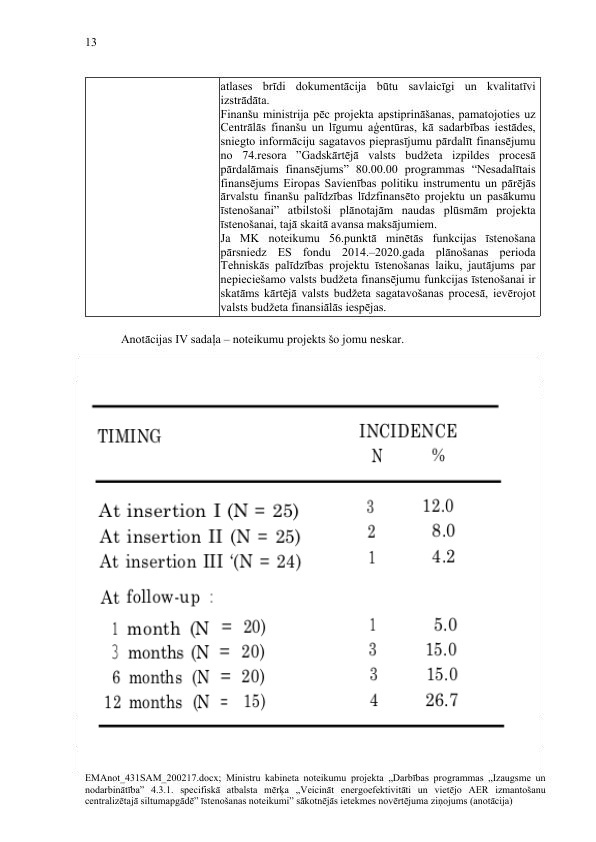 13
atlases brīdi dokumentācija būtu savlaicīgi un kvalitatīvi
izstrādāta.
Finanšu ministrija pēc projekta apstiprināšanas, pamatojoties uz
Centrālās finanšu un līgumu aģentūras, kā sadarbības iestādes,
sniegto informāciju sagatavos pieprasījumu pārdalīt finansējumu
no 74.resora ”Gadskārtējā valsts budžeta izpildes procesā
pārdalāmais finansējums” 80.00.00 programmas “Nesadalītais
finansējums Eiropas Savienības politiku instrumentu un pārējās
ārvalstu finanšu palīdzības līdzfinansēto projektu un pasākumu
īstenošanai” atbilstoši plānotajām naudas plūsmām projekta
īstenošanai, tajā skaitā avansa maksājumiem.
Ja MK noteikumu 56.punktā minētās funkcijas īstenošana
pārsniedz ES fondu 2014.–2020.gada plānošanas perioda
Tehniskās palīdzības projektu īstenošanas laiku, jautājums par
nepieciešamo valsts budžeta finansējumu funkcijas īstenošanai ir
skatāms kārtējā valsts budžeta sagatavošanas procesā, ievērojot
valsts budžeta finansiālās iespējas.
Anotācijas IV sadaļa – noteikumu projekts šo jomu neskar.
TIMING INCIDENCE
N %
At insertion I (N = 25) 3 12.0
At insertion II (N = 25) 2 8.0
At insertion III ‘(N = 24) 1 4.2
At follow-up :
1 month (N = 20) 1 5.0
3 months (N = 20) 3 15.0
6 months (N = 20) 3 15.0
12 months (N = 15) 4 26.7
EMAnot_431SAM_200217.docx; Ministru kabineta noteikumu projekta „Darbības programmas „Izaugsme un
nodarbinātība” 4.3.1. specifiskā atbalsta mērķa „Veicināt energoefektivitāti un vietējo AER izmantošanu
centralizētajā siltumapgādē” īstenošanas noteikumi” sākotnējās ietekmes novērtējuma ziņojums (anotācija)